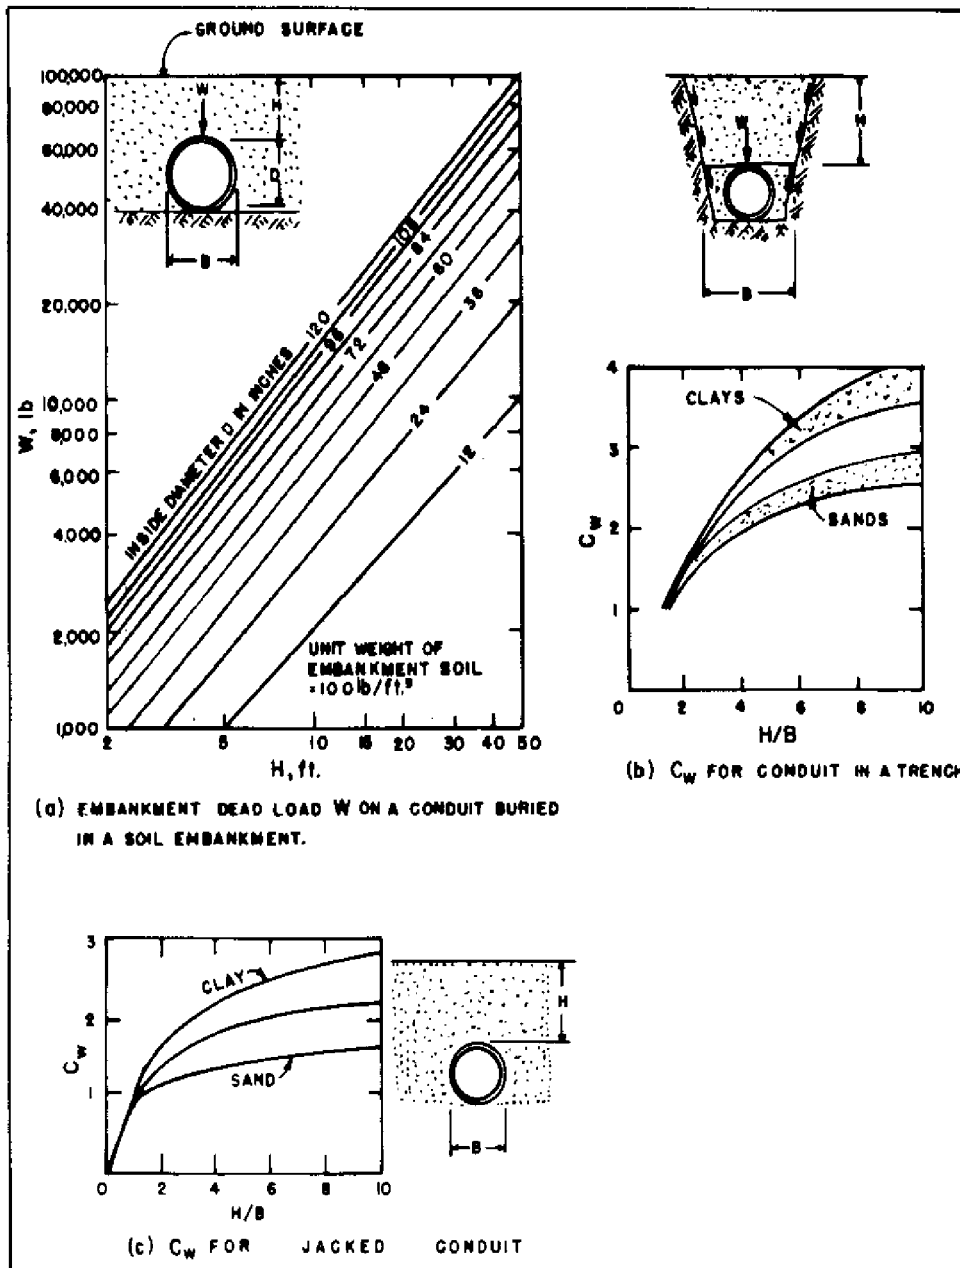 GROUND SURFACE
100,000
80,000
60,000
40,000
20,000
10,000
8000
6,000
4,000
2,000
1,000
W, lb
W
H
D
B
INSIDE DIAMETER D IN INCHES
120
108
96
84
72
60
48
36
24
12
UNIT WEIGHT OF
EMBANKMENT SOIL
=100 lb/ft.³
2
5
10
15
20
30
40
50
H, ft.
(a) EMBANKMENT DEAD LOAD W ON A CONDUIT BURIED
IN A SOIL EMBANKMENT.
W
H
B
4
3
2
1
Cw
CLAYS
SANDS
0
2
4
6
8
10
H/B
(b) Cw FOR CONDUIT IN A TRENCH
3
2
1
Cw
CLAY
SAND
0
2
4
6
8
10
H/B
H
B
(c) Cw FOR JACKED CONDUIT